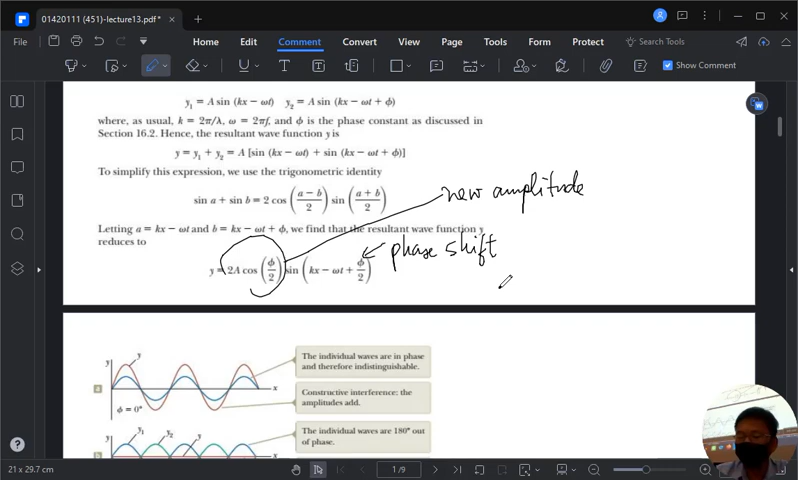 01420111 (451)-lecture13.pdf *
File Home Edit Comment Convert View Page Tools Form Protect Search Tools
Show Comment
y₁ = A sin (kx − ωt) y₂ = A sin (kx − ωt + ϕ)
where, as usual, k = 2π/λ, ω = 2πf, and ϕ is the phase constant as discussed in
Section 16.2. Hence, the resultant wave function y is
y = y₁ + y₂ = A [sin (kx − ωt) + sin (kx − ωt + ϕ)]
To simplify this expression, we use the trigonometric identity
new amplitude
sin a + sin b = 2 cos ((a − b)/2) sin ((a + b)/2)
Letting a = kx − ωt and b = kx − ωt + ϕ, we find that the resultant wave function y
reduces to
phase shift
y = 2A cos (ϕ/2) sin (kx − ωt + ϕ/2)
y
y
x
a
ϕ = 0°
The individual waves are in phase
and therefore indistinguishable.
Constructive interference: the
amplitudes add.
y
y₁
y₂
y
The individual waves are 180° out
of phase.
21 x 29.7 cm
1 /9
100%